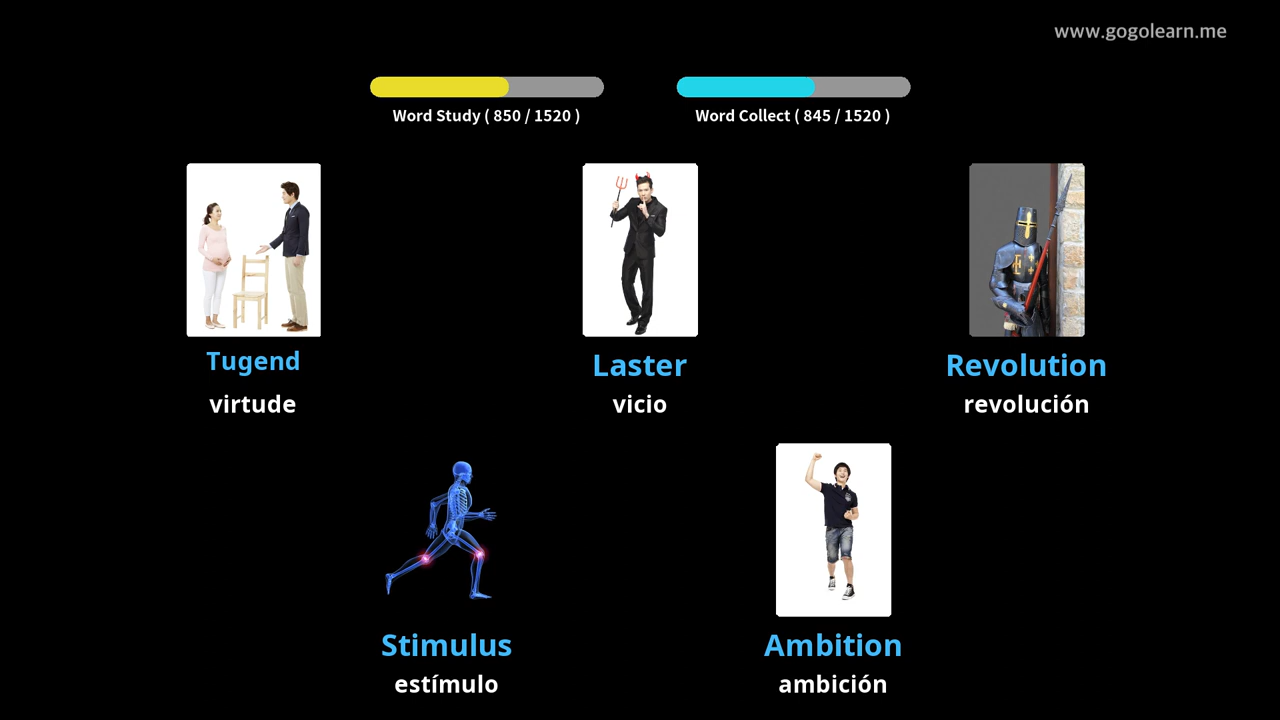 www.gogolearn.me
Word Study ( 850 / 1520 )
Word Collect ( 845 / 1520 )
Tugend
virtude
Laster
vicio
Revolution
revolución
Stimulus
estímulo
Ambition
ambición